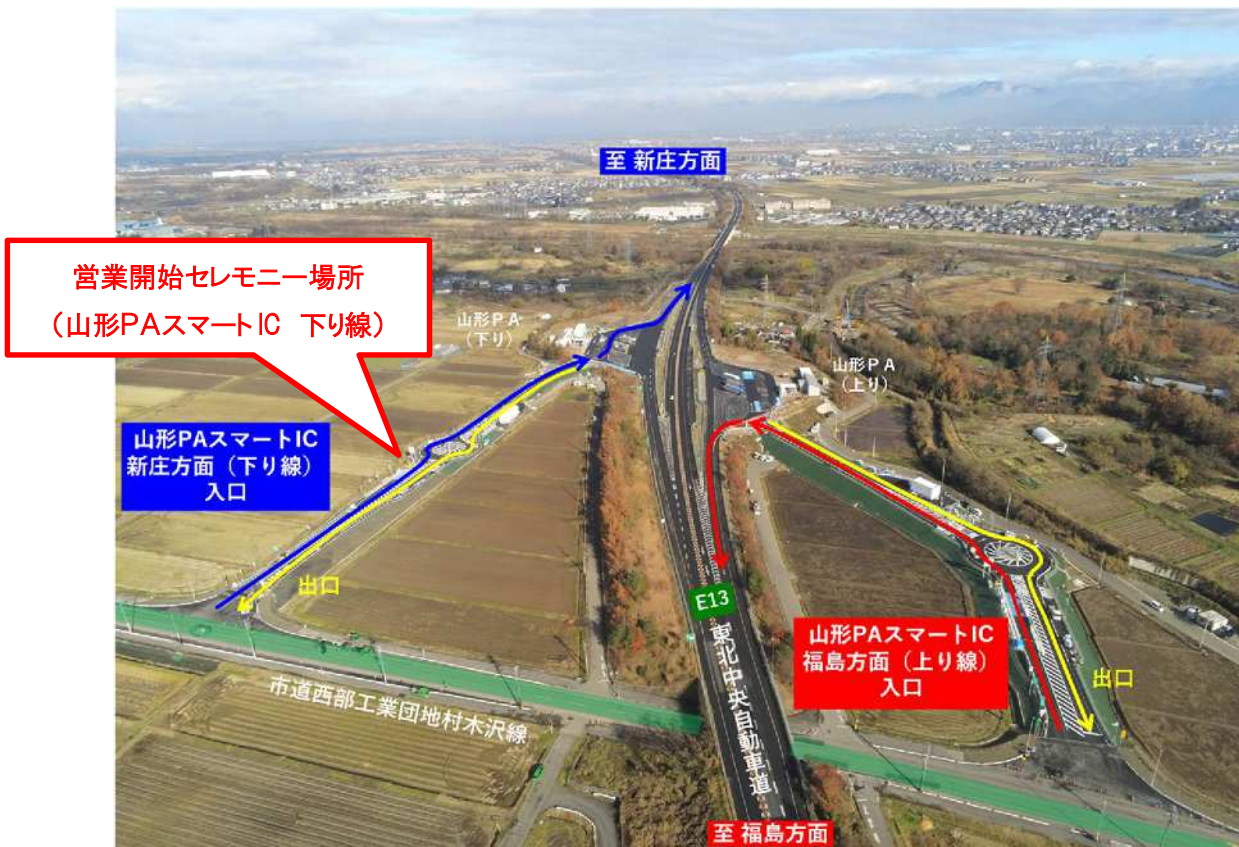 至 新庄方面
営業開始セレモニー場所
（山形PAスマートIC 下り線）
山形PA
（下り）
山形PA
（上り）
山形PAスマートIC
新庄方面（下り線）
入口
出口
E13
東北中央自動車道
山形PAスマートIC
福島方面（上り線）
入口
出口
市道西部工業団地村木沢線
至 福島方面